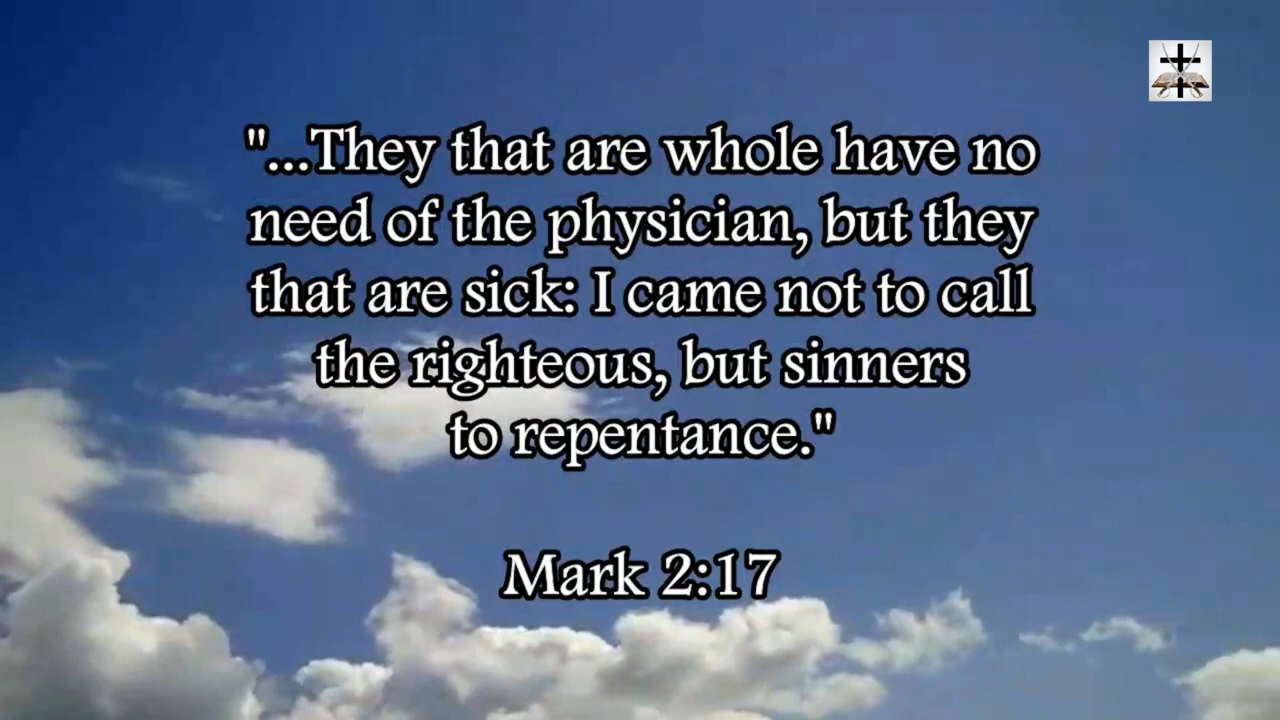 "...They that are whole have no
need of the physician, but they
that are sick: I came not to call
the righteous, but sinners
to repentance."
Mark 2:17